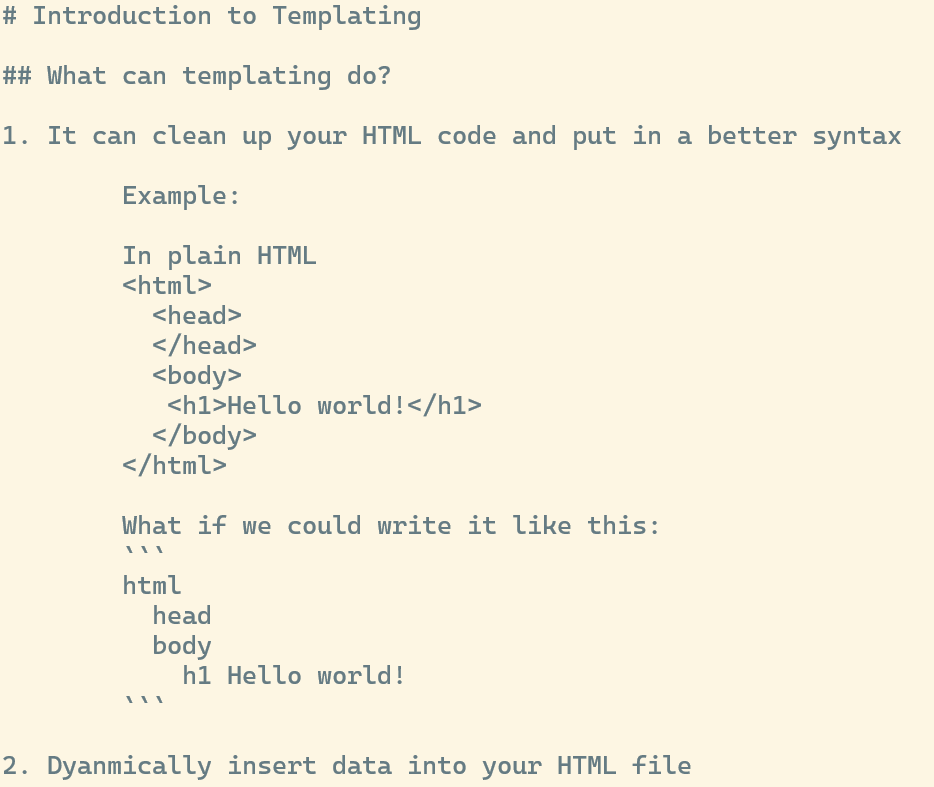 # Introduction to Templating

## What can templating do?

1. It can clean up your HTML code and put in a better syntax

        Example:

        In plain HTML
        <html>
          <head>
          </head>
          <body>
           <h1>Hello world!</h1>
          </body>
        </html>

        What if we could write it like this:
        ```
        html
          head
          body
            h1 Hello world!
        ```

2. Dyanmically insert data into your HTML file